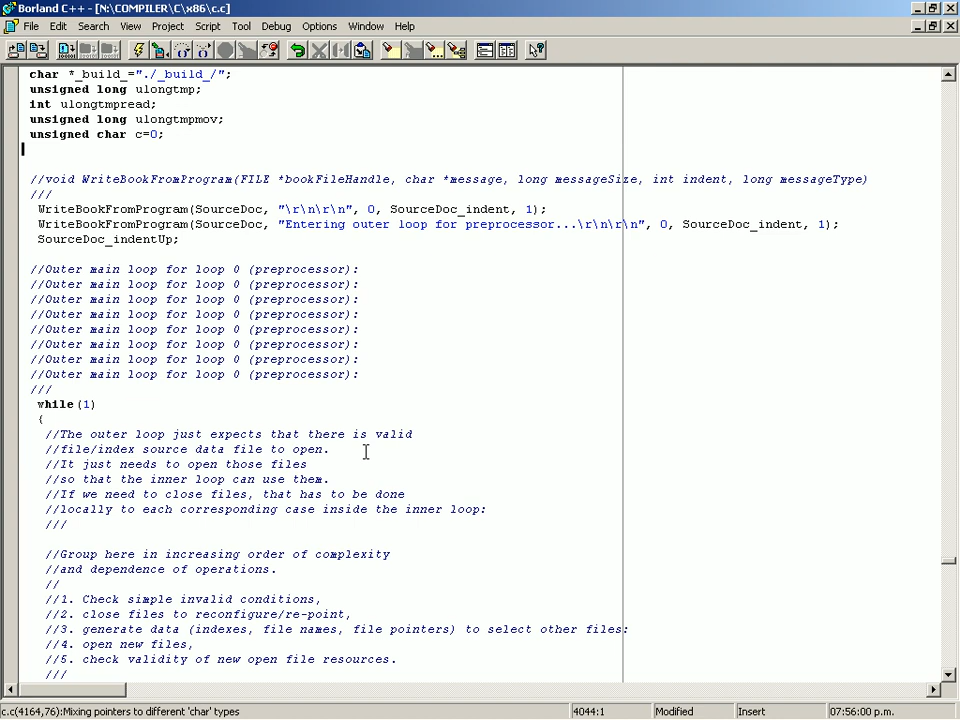 Borland C++ - [N:\COMPILER\C\x86\c.c]
File Edit Search View Project Script Tool Debug Options Window Help
char *_build_="./_build_/";
unsigned long ulongtmp;
int ulongtmpread;
unsigned long ulongtmpmov;
unsigned char c=0;
//void WriteBookFromProgram(FILE *bookFileHandle, char *message, long messageSize, int indent, long messageType)
///
WriteBookFromProgram(SourceDoc, "\r\n\r\n", 0, SourceDoc_indent, 1);
WriteBookFromProgram(SourceDoc, "Entering outer loop for preprocessor...\r\n\r\n", 0, SourceDoc_indent, 1);
SourceDoc_indentUp;
//Outer main loop for loop 0 (preprocessor):
//Outer main loop for loop 0 (preprocessor):
//Outer main loop for loop 0 (preprocessor):
//Outer main loop for loop 0 (preprocessor):
//Outer main loop for loop 0 (preprocessor):
//Outer main loop for loop 0 (preprocessor):
//Outer main loop for loop 0 (preprocessor):
//Outer main loop for loop 0 (preprocessor):
///
while(1)
{
//The outer loop just expects that there is valid
//file/index source data file to open.
//It just needs to open those files
//so that the inner loop can use them.
//If we need to close files, that has to be done
//locally to each corresponding case inside the inner loop:
///
//Group here in increasing order of complexity
//and dependence of operations.
//
//1. Check simple invalid conditions,
//2. close files to reconfigure/re-point,
//3. generate data (indexes, file names, file pointers) to select other files:
//4. open new files,
//5. check validity of new open file resources.
///
c.c(4164,76):Mixing pointers to different 'char' types 4044:1 Modified Insert 07:56:00 p.m.